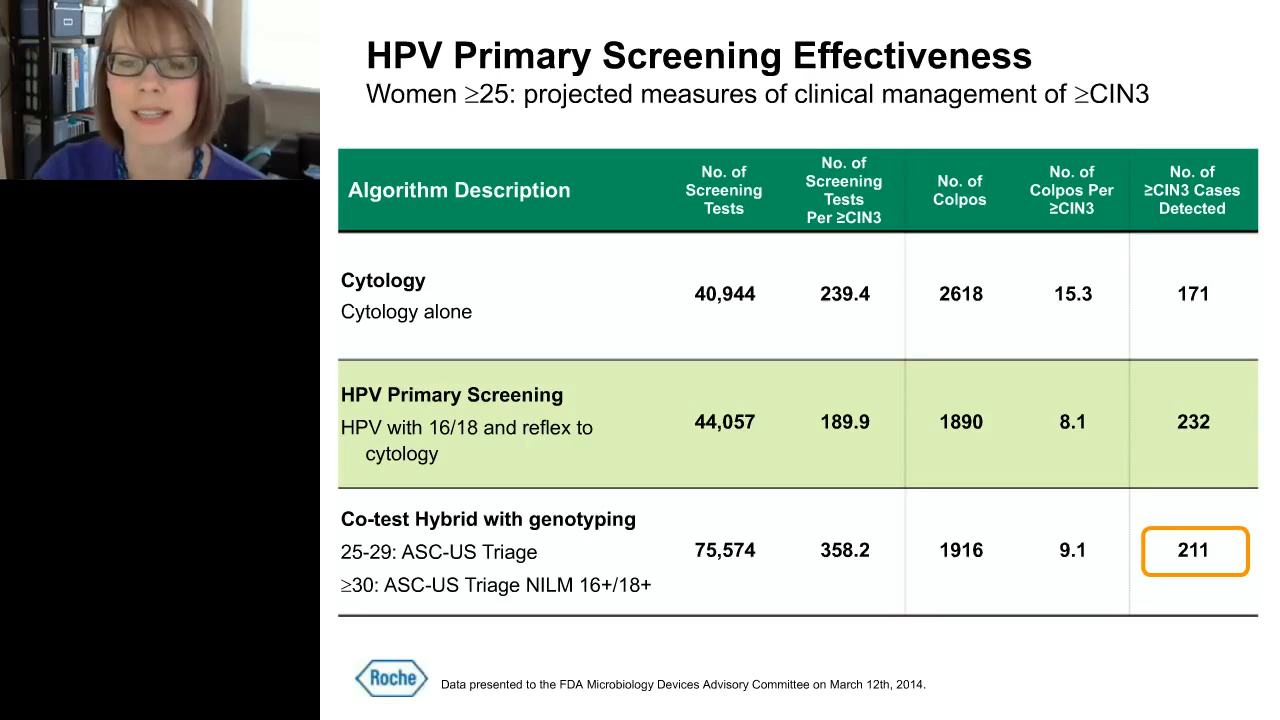 HPV Primary Screening Effectiveness
Women ≥25: projected measures of clinical management of ≥CIN3
Algorithm Description
No. of
Screening
Tests
No. of
Screening
Tests
Per ≥CIN3
No. of
Colpos
No. of
Colpos Per
≥CIN3
No. of
≥CIN3 Cases
Detected
Cytology
Cytology alone
40,944
239.4
2618
15.3
171
HPV Primary Screening
HPV with 16/18 and reflex to
cytology
44,057
189.9
1890
8.1
232
Co-test Hybrid with genotyping
25-29: ASC-US Triage
≥30: ASC-US Triage NILM 16+/18+
75,574
358.2
1916
9.1
211
Roche
Data presented to the FDA Microbiology Devices Advisory Committee on March 12th, 2014.